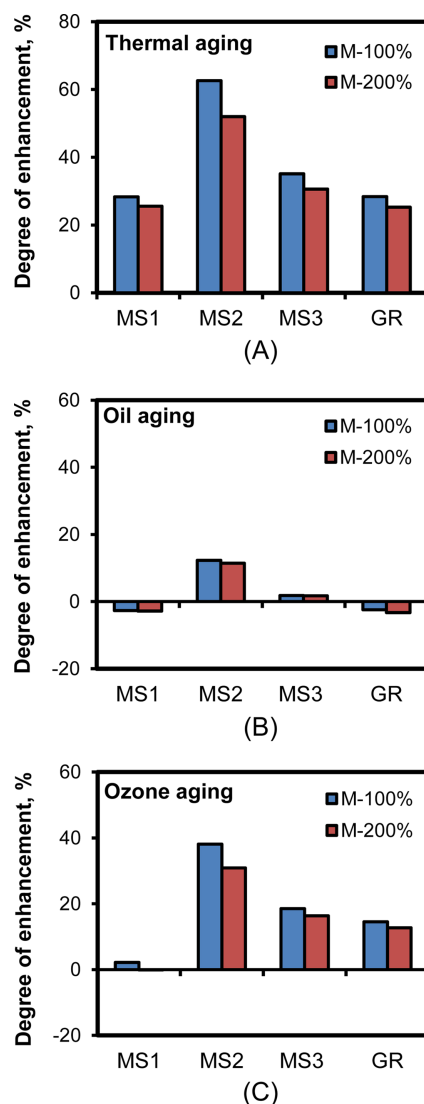 Thermal aging
M-100%
M-200%
Degree of enhancement, %
80
60
40
20
0
MS1 MS2 MS3 GR
(A)
Oil aging
M-100%
M-200%
Degree of enhancement, %
60
40
20
0
-20
MS1 MS2 MS3 GR
(B)
Ozone aging
M-100%
M-200%
Degree of enhancement, %
60
40
20
0
-20
MS1 MS2 MS3 GR
(C)